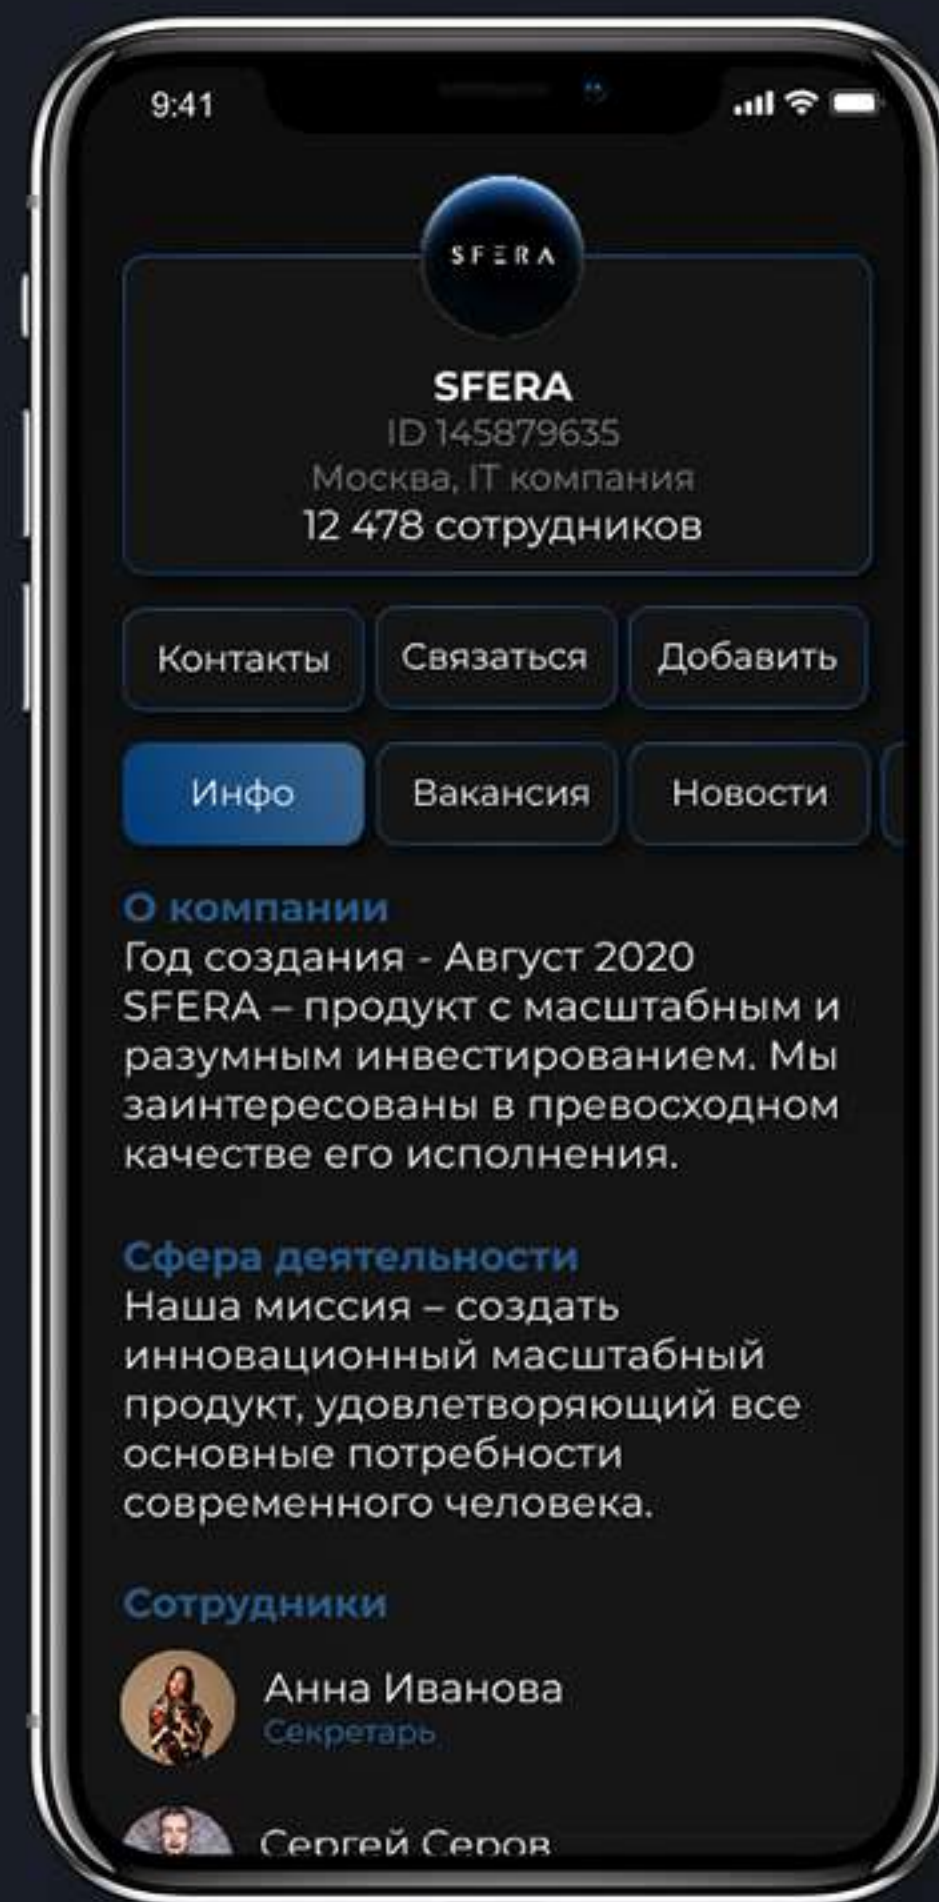 9:41
SFERA
SFERA
ID 145879635
Москва, IT компания
12 478 сотрудников
Контакты
Связаться
Добавить
Инфо
Вакансия
Новости
О компании
Год создания - Август 2020
SFERA – продукт с масштабным и
разумным инвестированием. Мы
заинтересованы в превосходном
качестве его исполнения.
Сфера деятельности
Наша миссия – создать
инновационный масштабный
продукт, удовлетворяющий все
основные потребности
современного человека.
Сотрудники
Анна Иванова
Секретарь
Сергей Серов